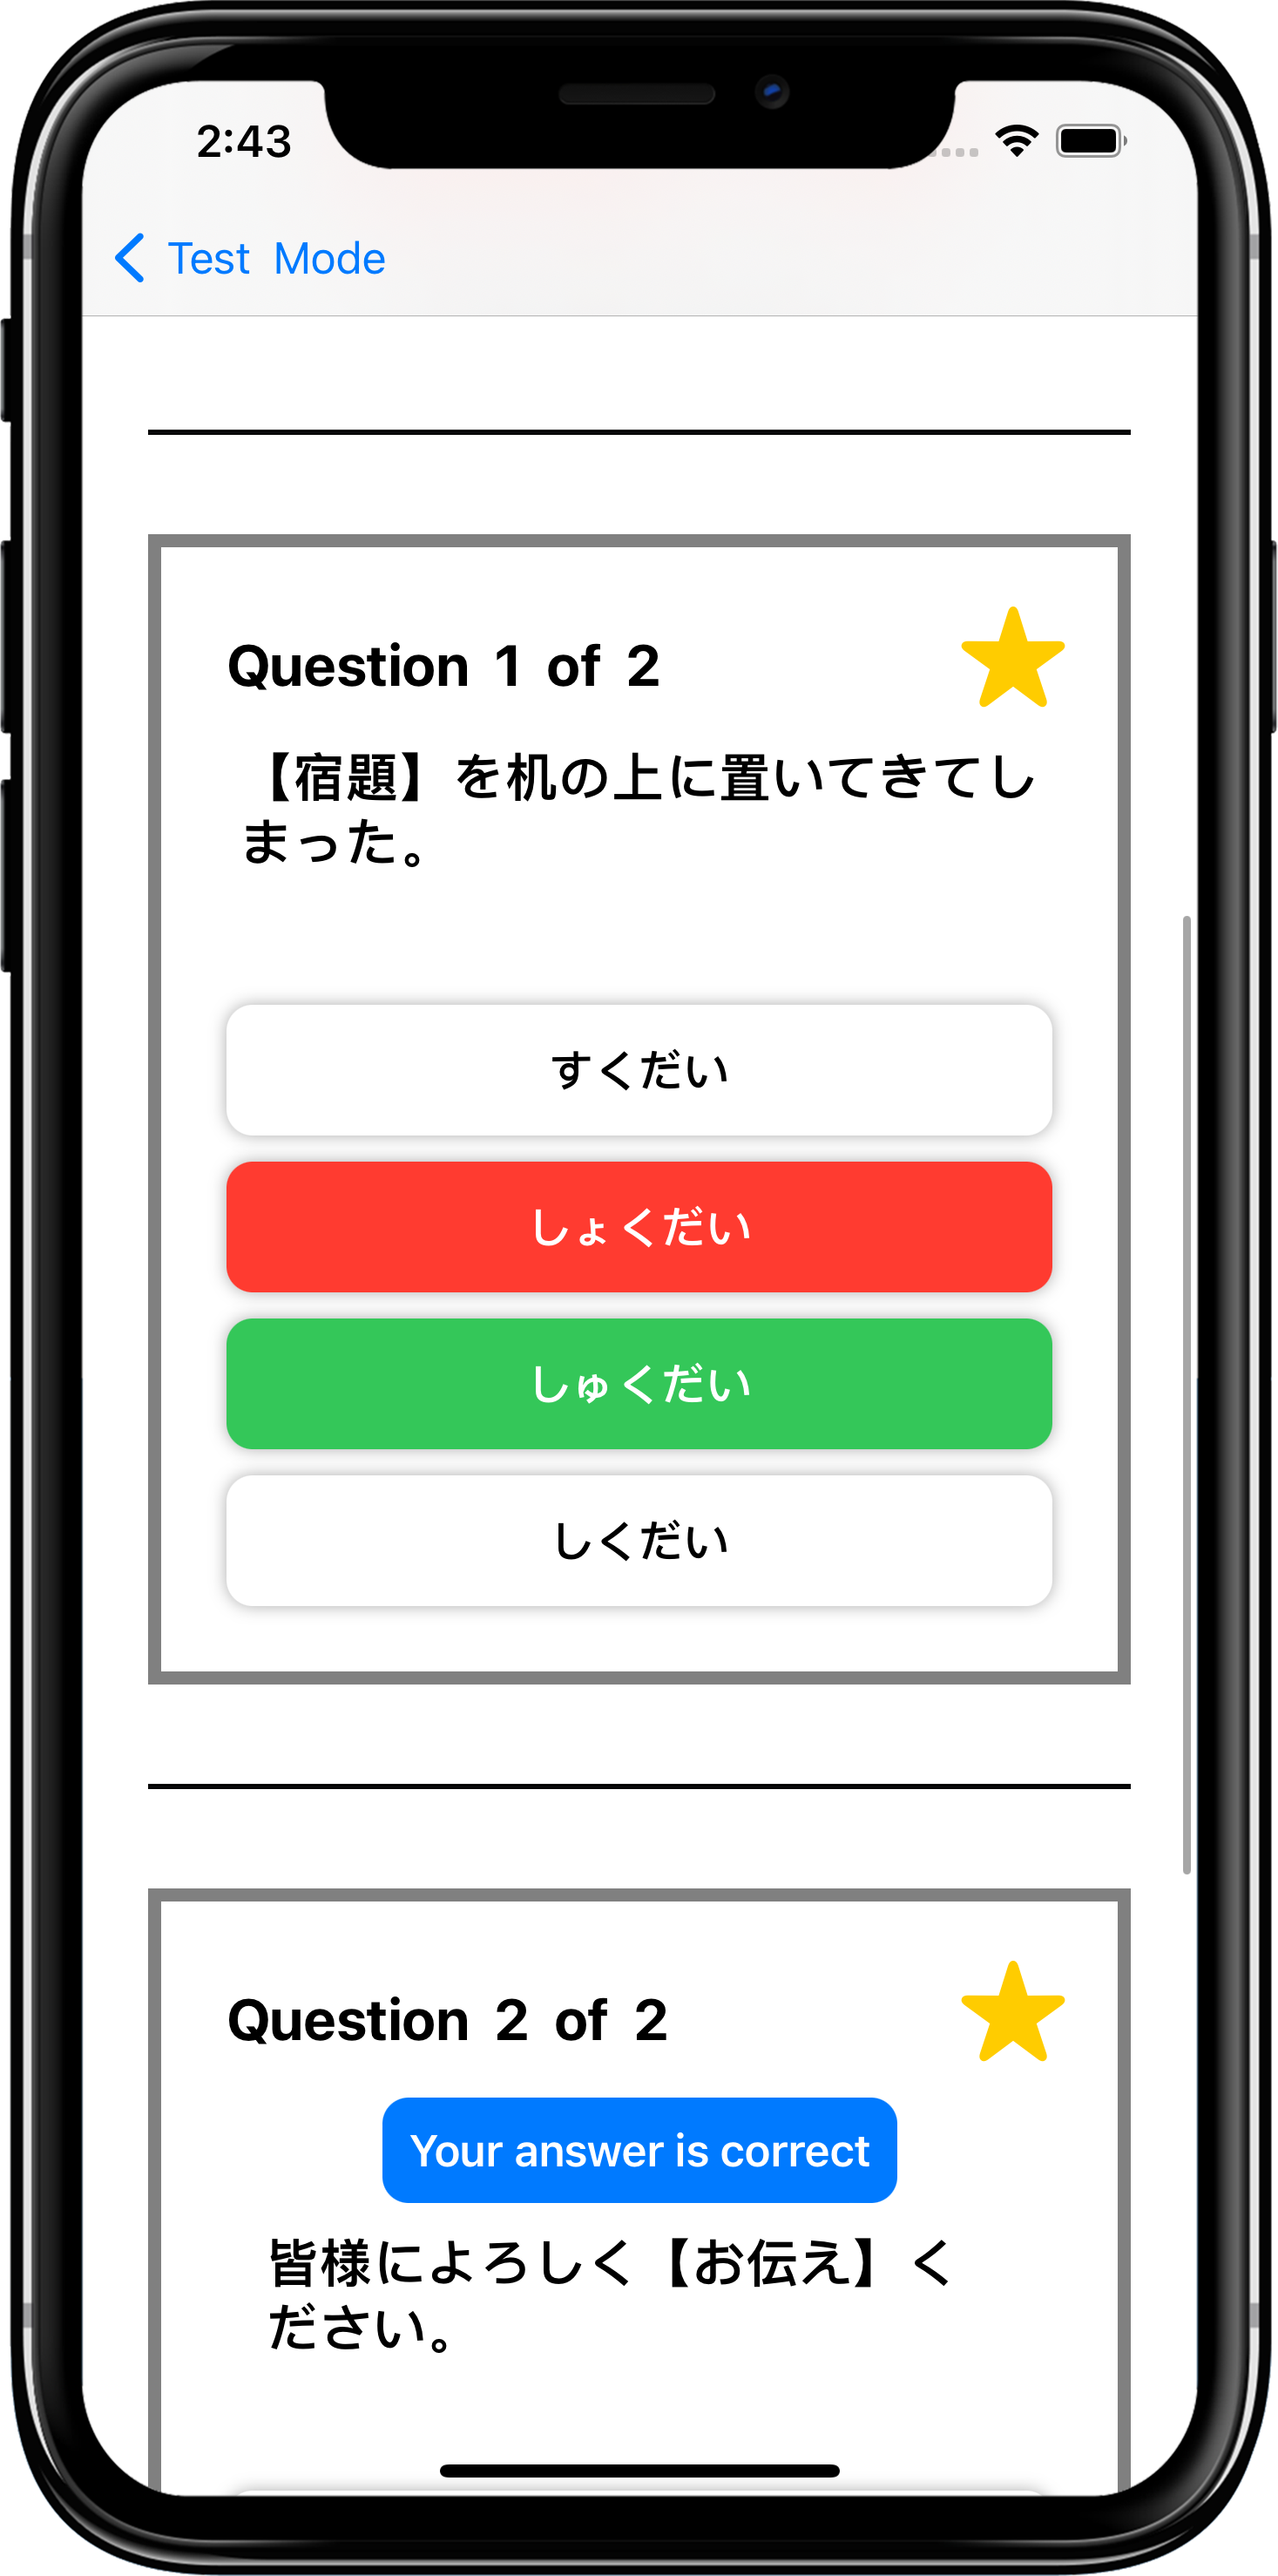 2:43
Test Mode
Question 1 of 2
【宿題】を机の上に置いてきてし
まった。
すくだい
しょくだい
しゅくだい
しくだい
Question 2 of 2
Your answer is correct
皆様によろしく【お伝え】く
ださい。